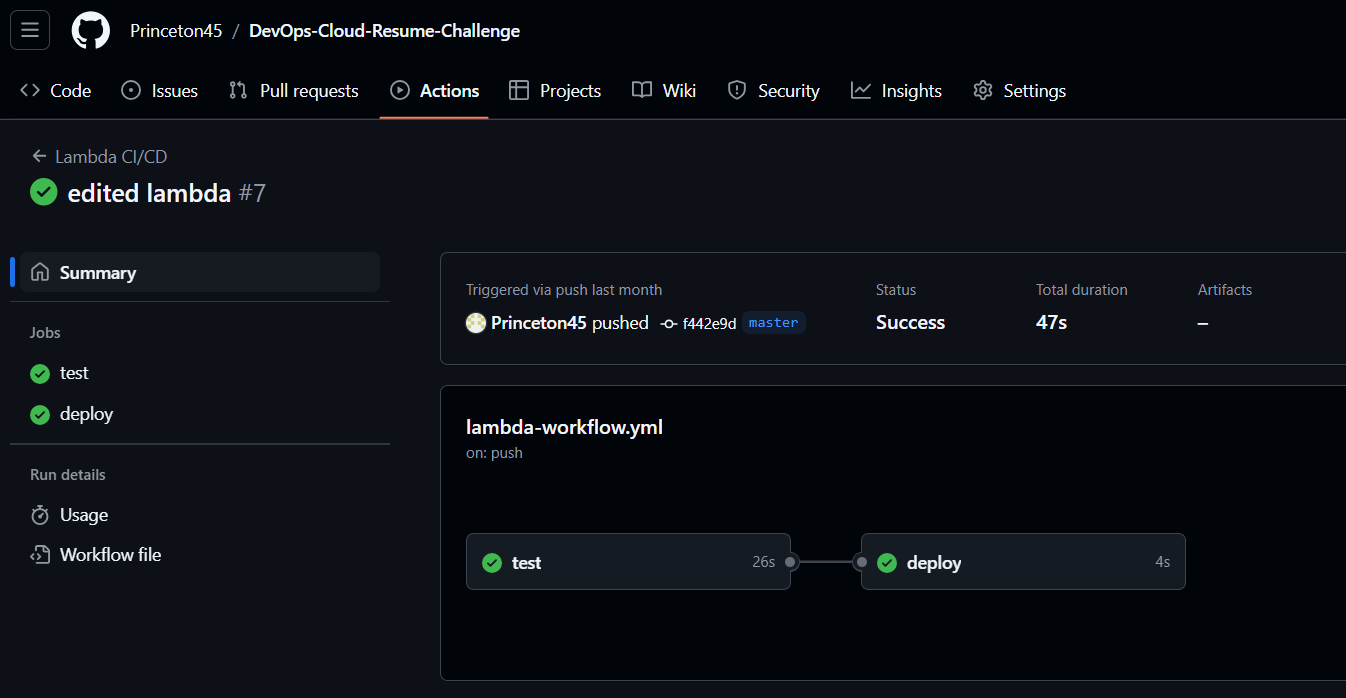 Princeton45 / DevOps-Cloud-Resume-Challenge
Code Issues Pull requests Actions Projects Wiki Security Insights Settings
Lambda CI/CD
edited lambda #7
Summary
Jobs
test
deploy
Run details
Usage
Workflow file
Triggered via push last month
Princeton45 pushed f442e9d master
Status
Success
Total duration
47s
Artifacts
–
lambda-workflow.yml
on: push
test 26s
deploy 4s